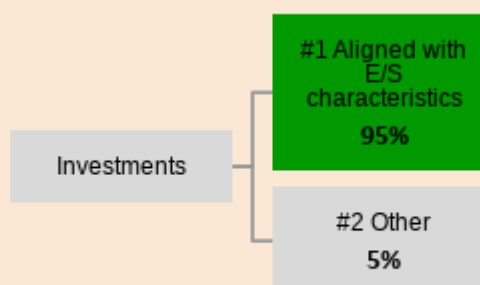 #1 Aligned with
E/S
characteristics
95%
Investments
#2 Other
5%